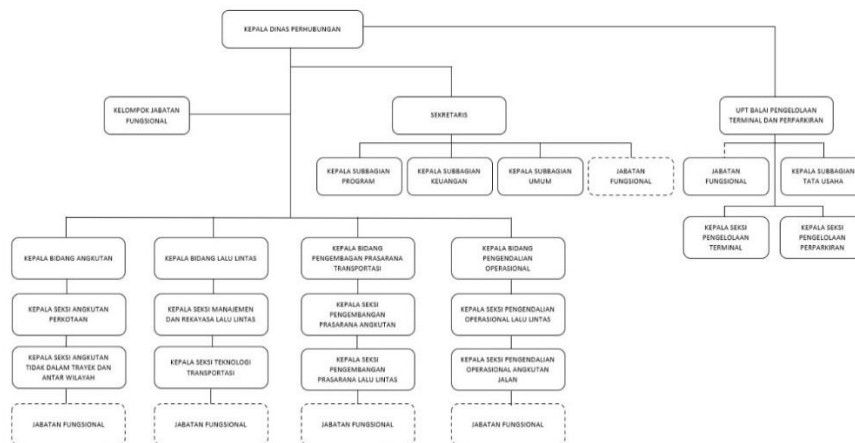 KEPALA DINAS PERHUBUNGAN
KELOMPOK JABATAN
FUNGSIONAL
SEKRETARIS
UPT BALAI PENGELOLAAN
TERMINAL DAN PERPARKIRAN
KEPALA SUBBAGIAN
PROGRAM
KEPALA SUBBAGIAN
KEUANGAN
KEPALA SUBBAGIAN
UMUM
JABATAN
FUNGSIONAL
JABATAN
FUNGSIONAL
KEPALA SUBBAGIAN
TATA USAHA
KEPALA SEKSI
PENGELOLAAN
TERMINAL
KEPALA SEKSI
PENGELOLAAN
PERPARKIRAN
KEPALA BIDANG ANGKUTAN
KEPALA BIDANG LALU LINTAS
KEPALA BIDANG
PENGEMBAGAN PRASARANA
TRANSPORTASI
KEPALA BIDANG
PENGENDALIAN
OPERASIONAL
KEPALA SEKSI ANGKUTAN
PERKOTAAN
KEPALA SEKSI MANAJEMEN
DAN REKAYASA LALU LINTAS
KEPALA SEKSI
PENGEMBANGAN
PRASARANA ANGKUTAN
KEPALA SEKSI PENGENDALIAN
OPERASIONAL LALU LINTAS
KEPALA SEKSI ANGKUTAN
TIDAK DALAM TRAYEK DAN
ANTAR WILAYAH
KEPALA SEKSI TEKNOLOGI
TRANSPORTASI
KEPALA SEKSI
PENGEMBANGAN
PRASARANA LALU LINTAS
KEPALA SEKSI PENGENDALIAN
OPERASIONAL ANGKUTAN
JALAN
JABATAN FUNGSIONAL
JABATAN FUNGSIONAL
JABATAN FUNGSIONAL
JABATAN FUNGSIONAL